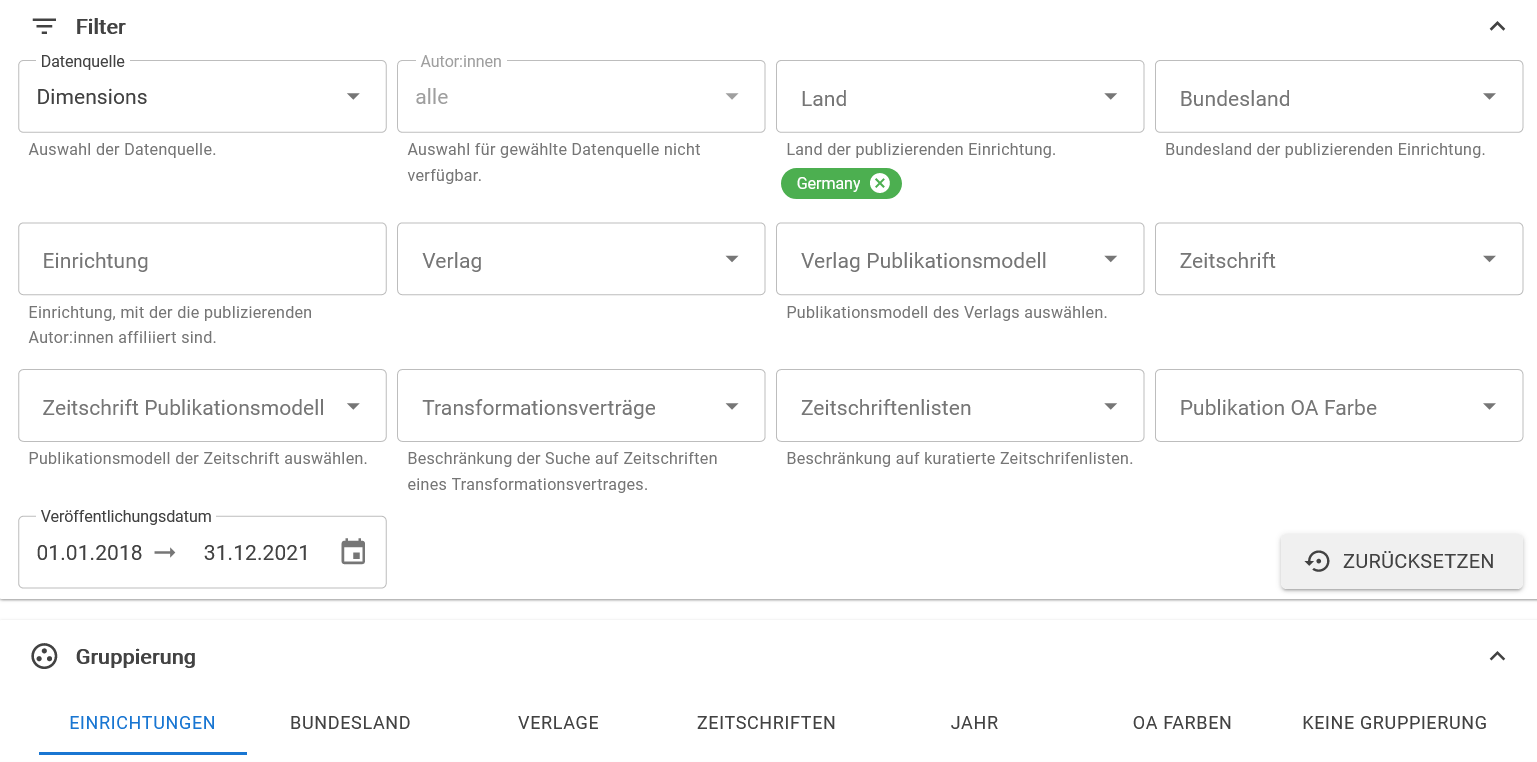 Filter
Datenquelle
Dimensions
Auswahl der Datenquelle.
Autor:innen
alle
Auswahl für gewählte Datenquelle nicht
verfügbar.
Land
Land der publizierenden Einrichtung.
Germany
Bundesland
Bundesland der publizierenden Einrichtung.
Einrichtung
Einrichtung, mit der die publizierenden
Autor:innen affiliiert sind.
Verlag
Verlag Publikationsmodell
Publikationsmodell des Verlags auswählen.
Zeitschrift
Zeitschrift Publikationsmodell
Publikationsmodell der Zeitschrift auswählen.
Transformationsverträge
Beschränkung der Suche auf Zeitschriften
eines Transformationsvertrages.
Zeitschriftenlisten
Beschränkung auf kuratierte Zeitschrifenlisten.
Publikation OA Farbe
Veröffentlichungsdatum
01.01.2018 → 31.12.2021
ZURÜCKSETZEN
Gruppierung
EINRICHTUNGEN BUNDESLAND VERLAGE ZEITSCHRIFTEN JAHR OA FARBEN KEINE GRUPPIERUNG